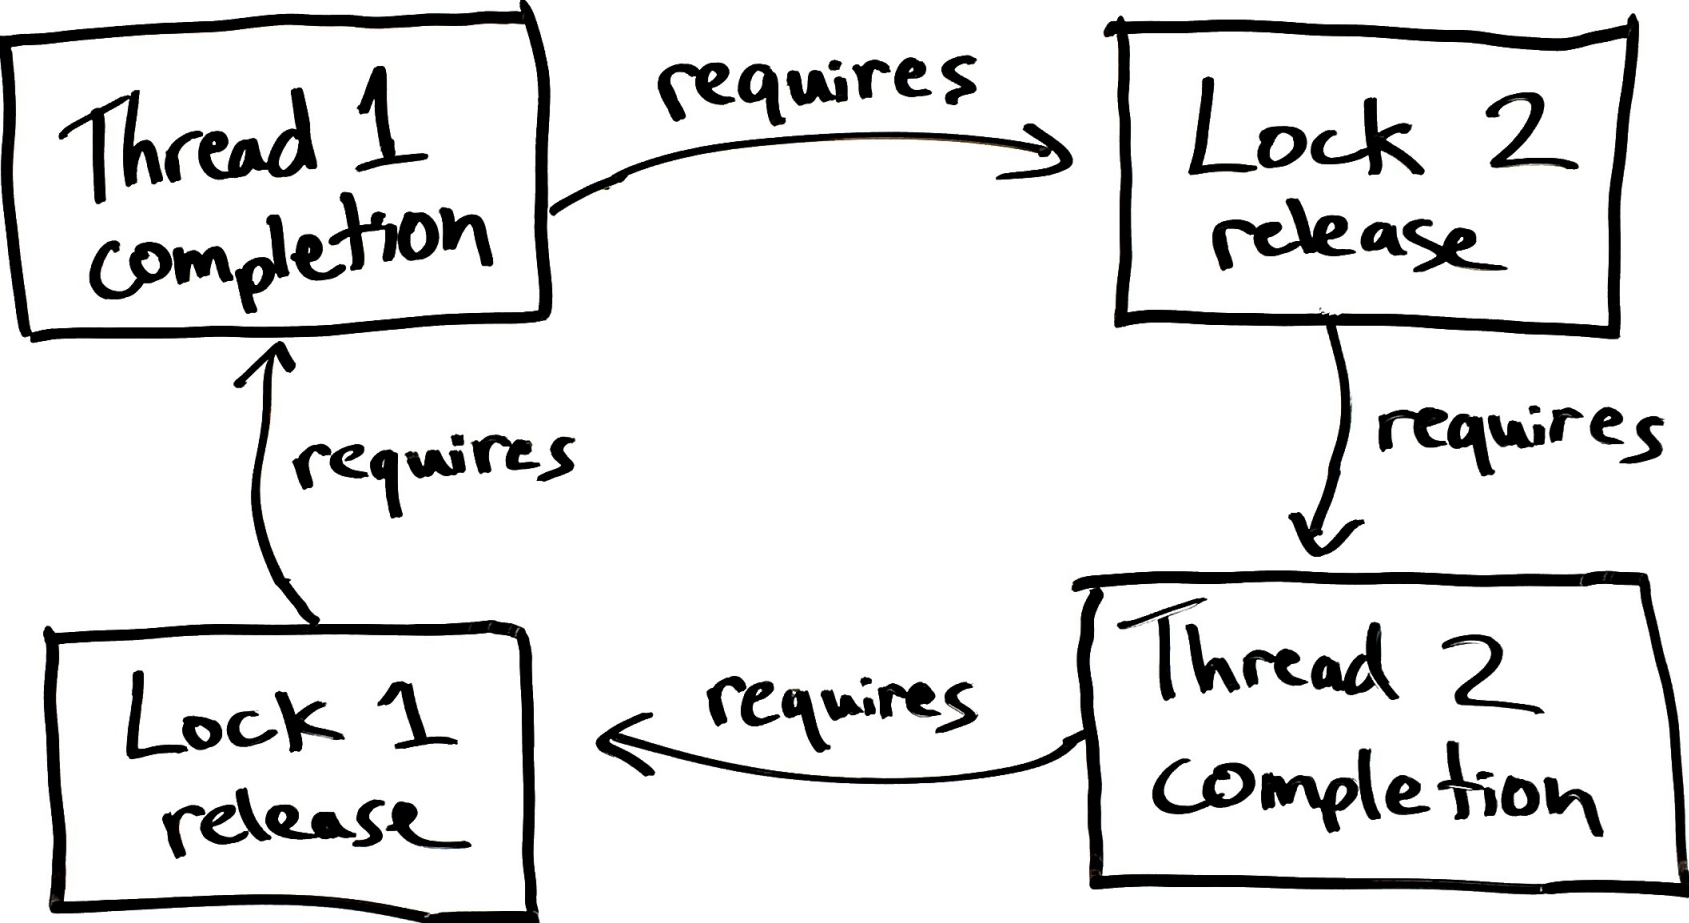 Thread 1
completion
requires
Lock 2
release
requires
requires
Lock 1
release
requires
Thread 2
completion